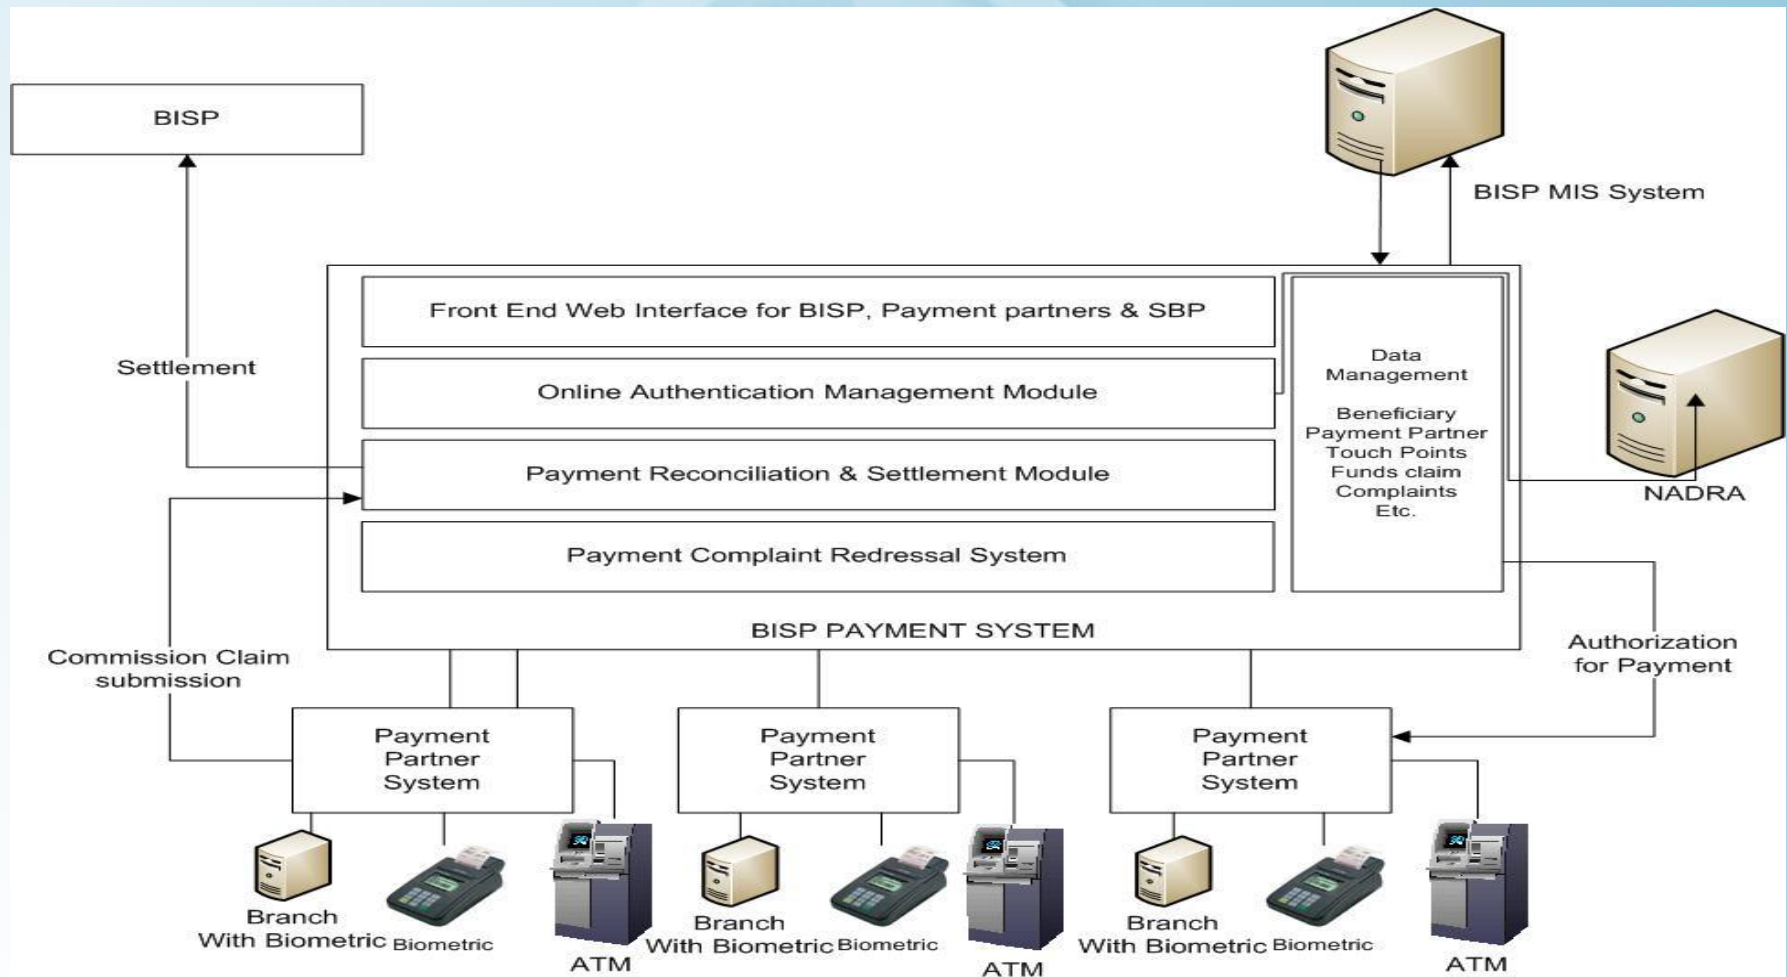 BISP
BISP MIS System
Front End Web Interface for BISP, Payment partners & SBP
Online Authentication Management Module
Payment Reconciliation & Settlement Module
Payment Complaint Redressal System
Data
Management
Beneficiary
Payment Partner
Touch Points
Funds claim
Complaints
Etc.
BISP PAYMENT SYSTEM
Settlement
NADRA
Commission Claim
submission
Authorization
for Payment
Payment
Partner
System
Payment
Partner
System
Payment
Partner
System
Branch
With Biometric
Biometric
ATM
Branch
With Biometric
Biometric
ATM
Branch
With Biometric
Biometric
ATM